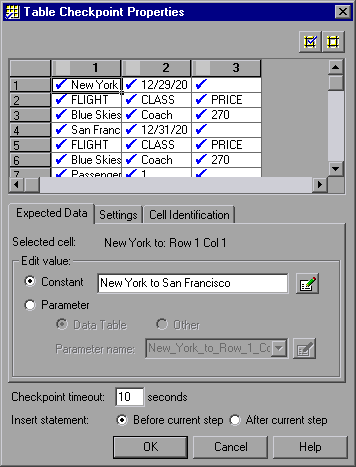 Table Checkpoint Properties
1 2 3
1 New York 12/29/20
2 FLIGHT CLASS PRICE
3 Blue Skies Coach 270
4 San Franc 12/31/20
5 FLIGHT CLASS PRICE
6 Blue Skies Coach 270
7 Passenger 1
Expected Data Settings Cell Identification
Selected cell: New York to: Row 1 Col 1
Edit value:
Constant New York to San Francisco
Parameter
Data Table Other
Parameter name: New_York_to_Row_1_Co
Checkpoint timeout: 10 seconds
Insert statement: Before current step After current step
OK Cancel Help